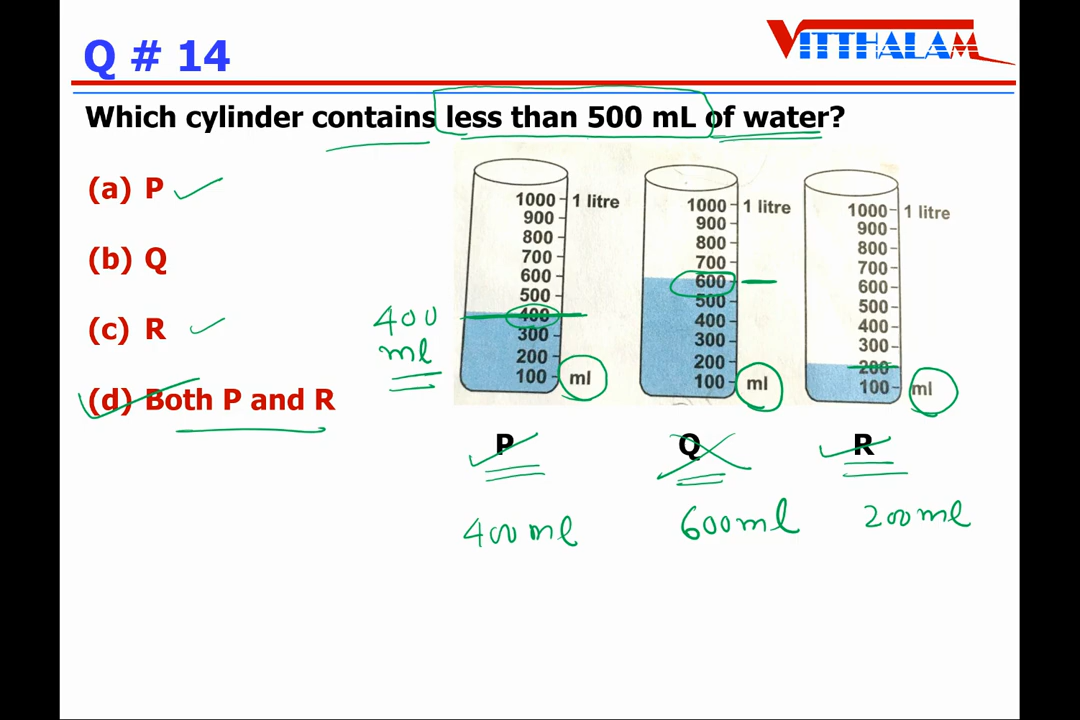 Q # 14
VITTHALAM
Which cylinder contains less than 500 mL of water?
(a) P
(b) Q
(c) R
(d) Both P and R
1000 1 litre
900
800
700
600
500
400
300
200
100 ml
1000 1 litre
900
800
700
600
500
400
300
200
100 ml
1000 1 litre
900
800
700
600
500
400
300
200
100 ml
400
ml
P Q R
400 ml 600 ml 200 ml